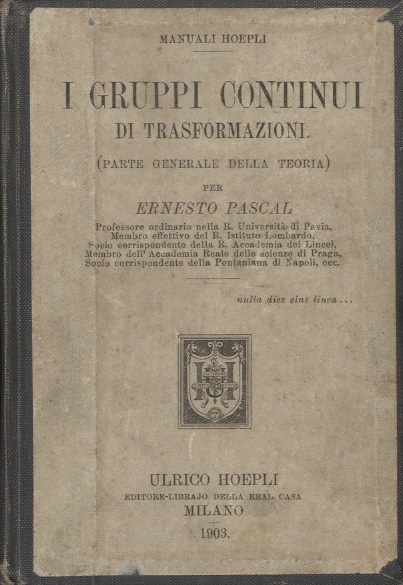 MANUALI HOEPLI
I GRUPPI CONTINUI
DI TRASFORMAZIONI.
(PARTE GENERALE DELLA TEORIA)
PER
ERNESTO PASCAL
Professore ordinario nella R. Università di Pavia,
Membro effettivo del R. Istituto Lombardo,
Socio corrispondente della R. Accademia dei Lincei,
Membro dell'Accademia Reale delle scienze di Praga,
Socio corrispondente della Pontaniana di Napoli, ecc.
nulla dies sine linea...
ULRICO HOEPLI
EDITORE-LIBRAJO DELLA REAL CASA
MILANO
1903.